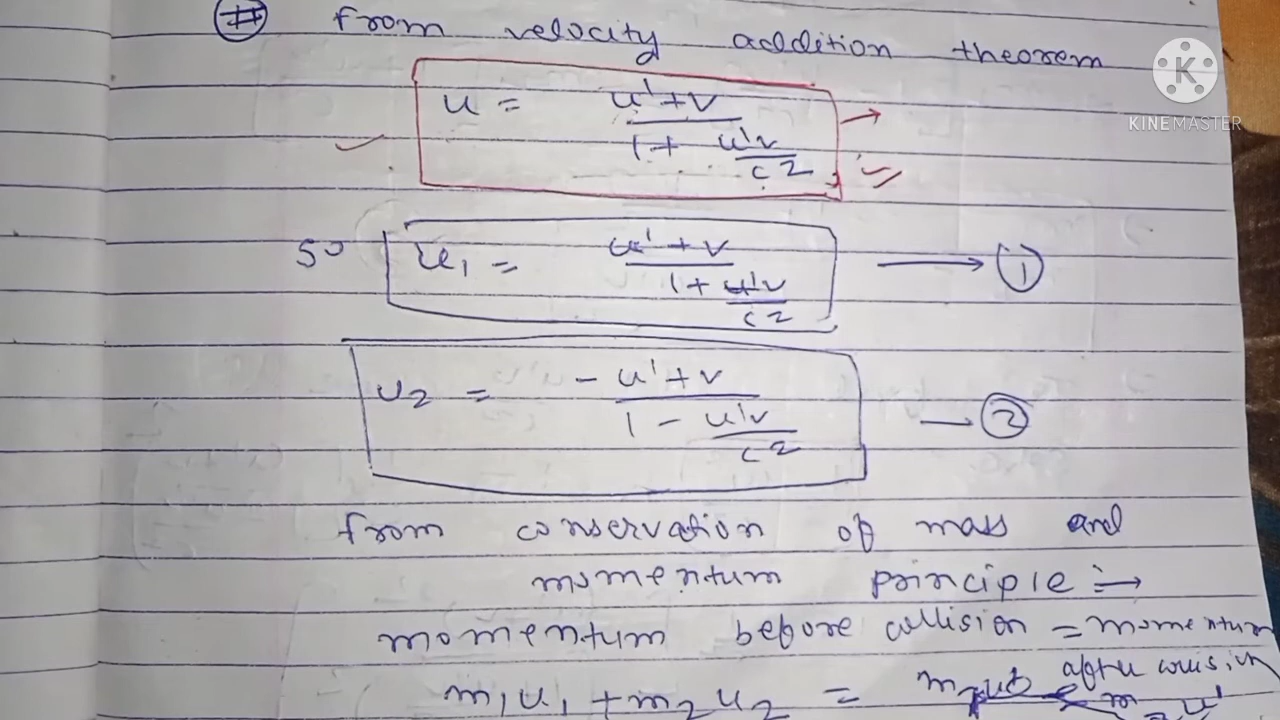 # From velocity addition theorem
K
KINEMASTER
u = u'+v / 1 + u'v/c2
so u1 = u'+v / 1 + u'v/c2 → 1
u2 = -u'+v / 1 - u'v/c2 → 2
from conservation of mass and
momentum principle :→
momentum before collision = momentum
after collision
m1u1 + m2u2 =